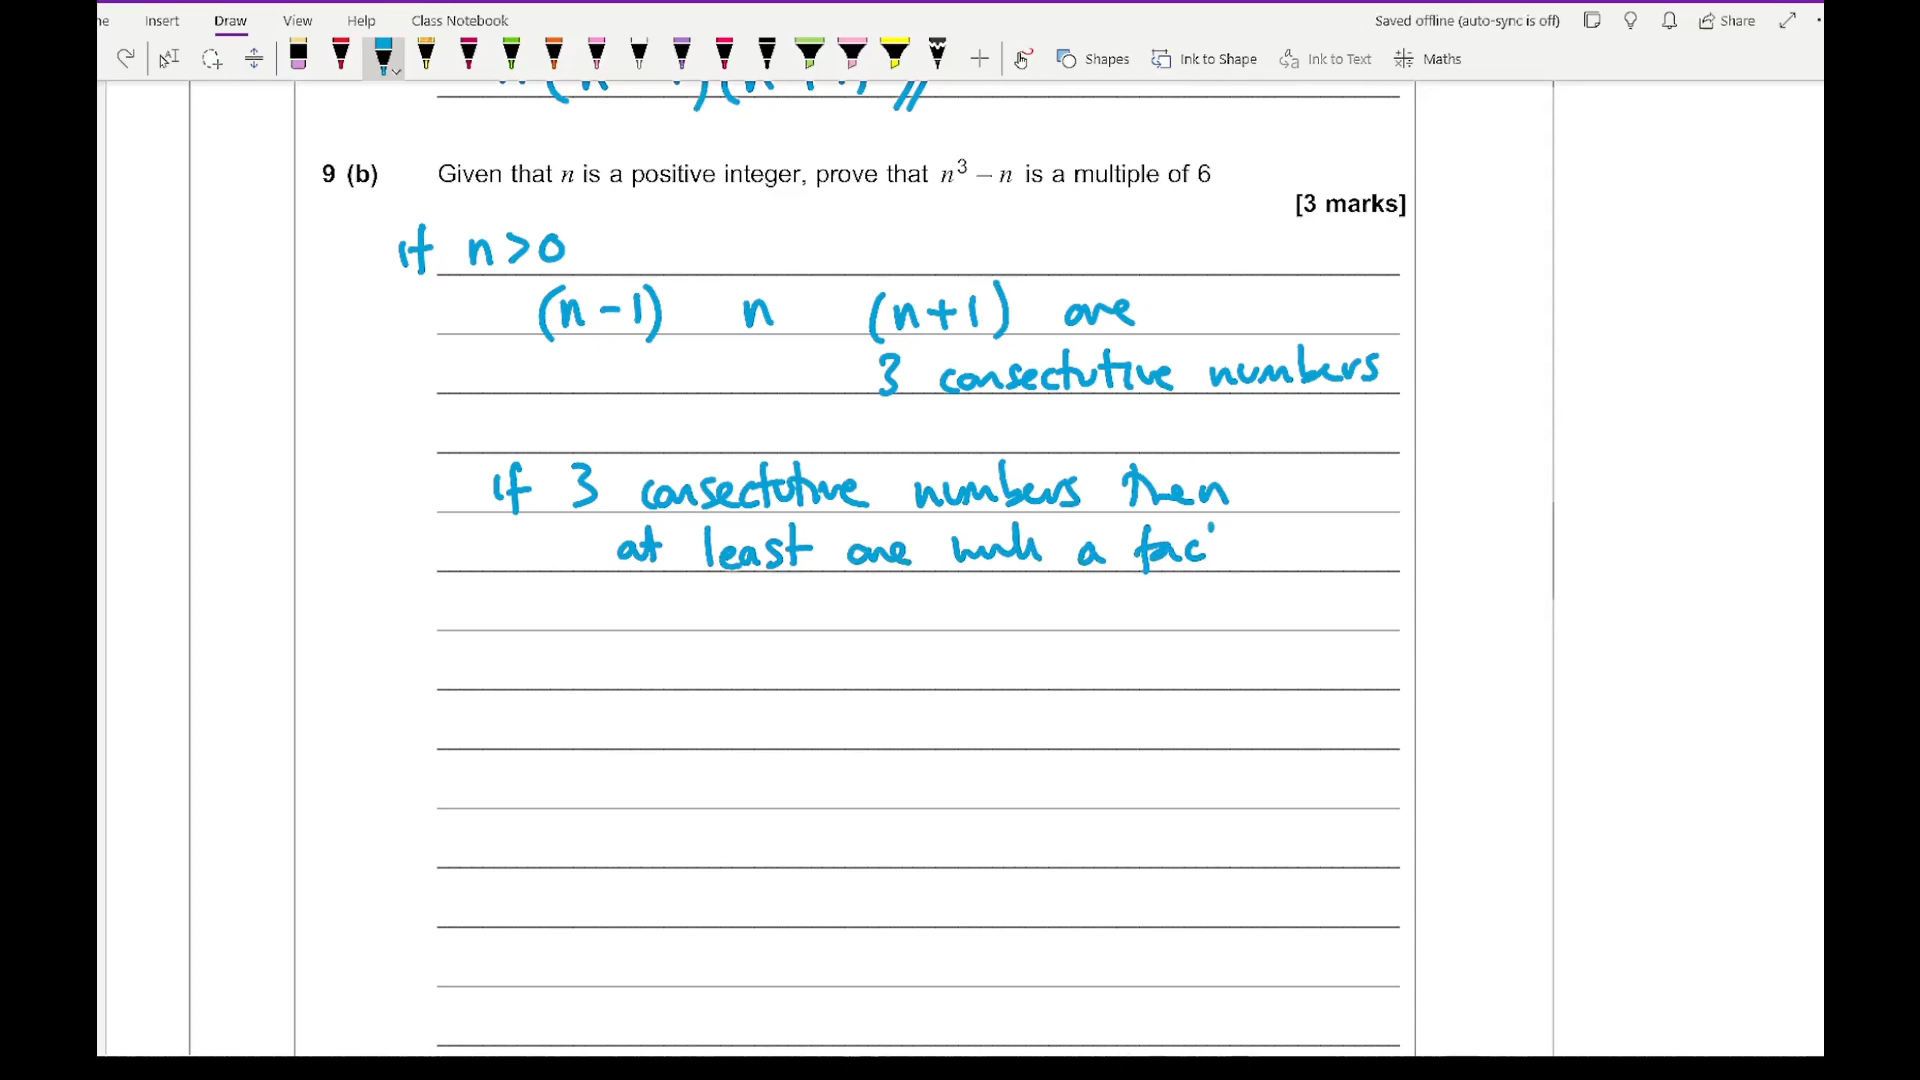 Insert Draw View Help Class Notebook Saved offline (auto-sync is off) Share
Shapes Ink to Shape Ink to Text Maths
9 (b) Given that n is a positive integer, prove that n³ – n is a multiple of 6
[3 marks]
if n > 0
(n - 1) n (n + 1) are
3 consectutive numbers
if 3 consectutive numbers then
at least one a fac